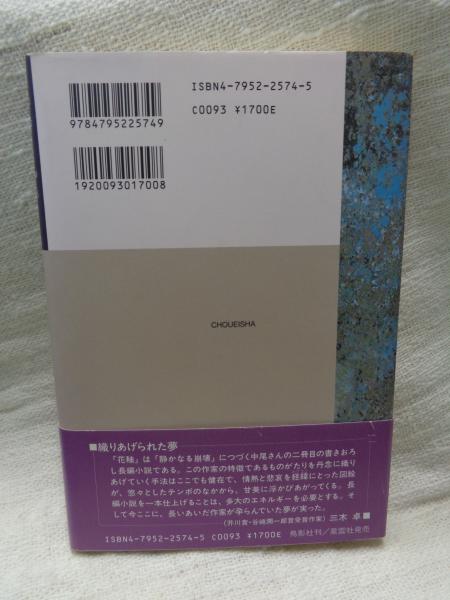 ISBN4-7952-2574-5
C0093 ¥1700E
9784795225749
1920093017008
CHOUEISHA
■織りあげられた夢
「花釉」は「静かなる崩壊」につづく中尾さんの二冊目の書きおろ
し長編小説である。この作家の特徴であるものがたりを丹念に織り
あげていく手法はここでも健在で、情熱と悲哀を経緯にとった図絵
が、悠々としたテンポのなかから、甘美に浮かびあがってくる。長
編小説を一本仕上げることは、多大のエネルギーを必要とする。そ
して今ここに、長いあいだ作家が孕らんでいた夢が実った。
(芥川賞・谷崎潤一郎賞受賞作家) 三木 卓■
ISBN4-7952-2574-5 C0093 ¥1700E 鳥影社刊／星雲社発売